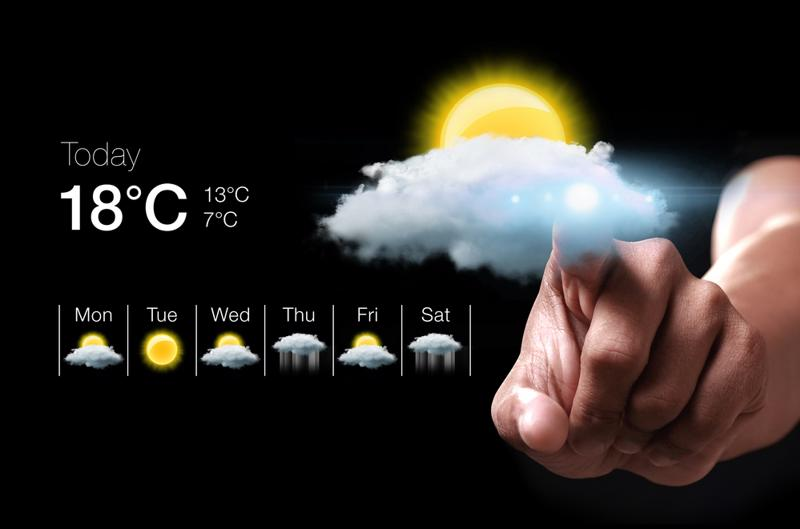 Today
18°C
13°C
7°C
Mon Tue Wed Thu Fri Sat